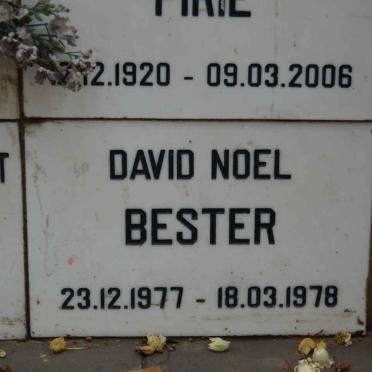 PIRIE
.12.1920 - 09.03.2006
DAVID NOEL
BESTER
23.12.1977 - 18.03.1978